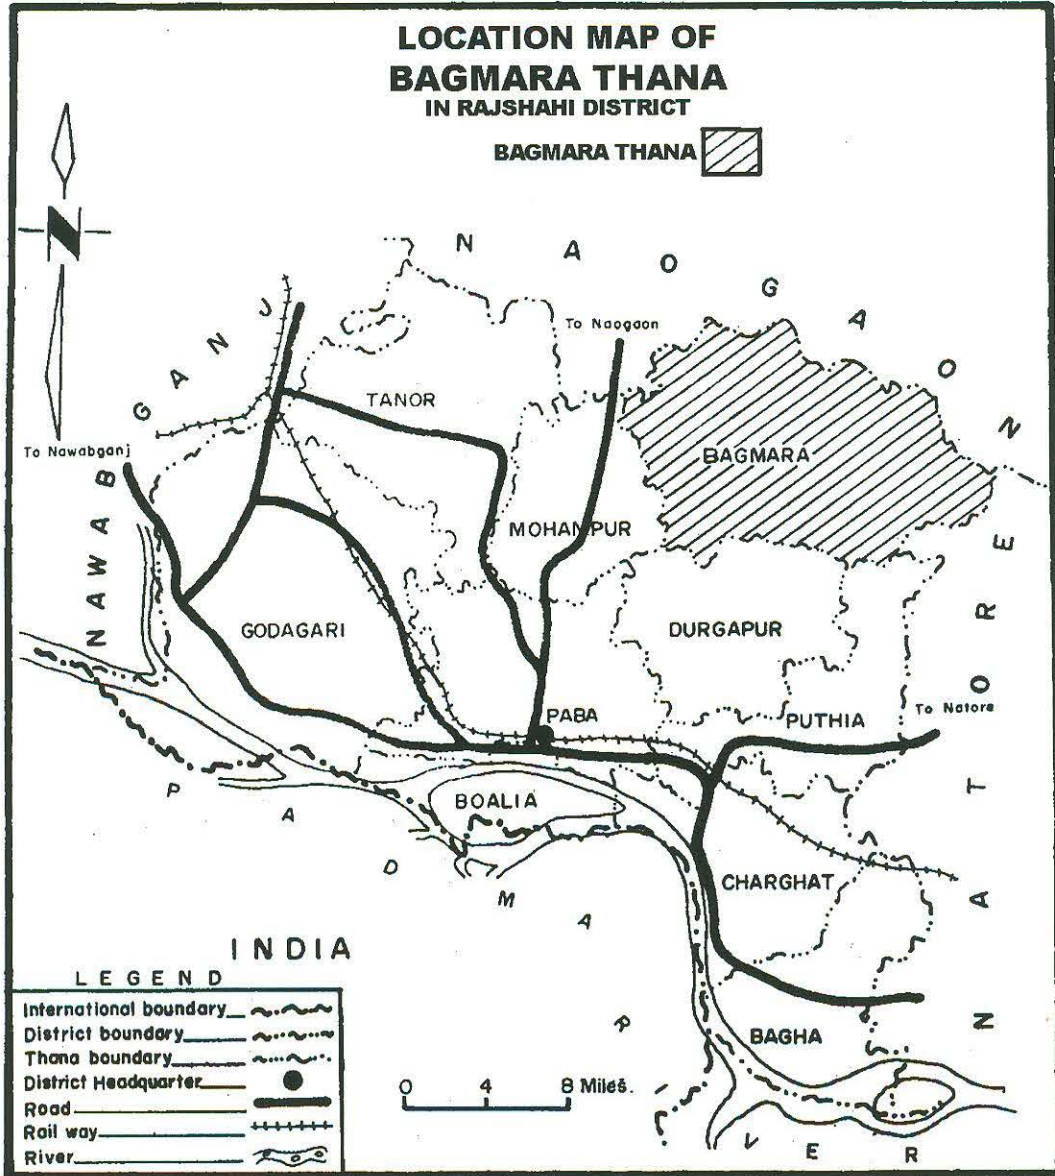 LOCATION MAP OF
BAGMARA THANA
IN RAJSHAHI DISTRICT
BAGMARA THANA
N
NAOGAON
NAWABGANJ
To Naogaon
TANOR
To Nawabganj
BAGMARA
MOHANPUR
GODAGARI
DURGAPUR
PABA
PUTHIA
To Natore
NATORE
BOALIA
CHARGHAT
PADMA RIVER
INDIA
BAGHA
LEGEND
International boundary
District boundary
Thana boundary
District Headquarter
Road
Rail way
River
0 4 8 Miles.